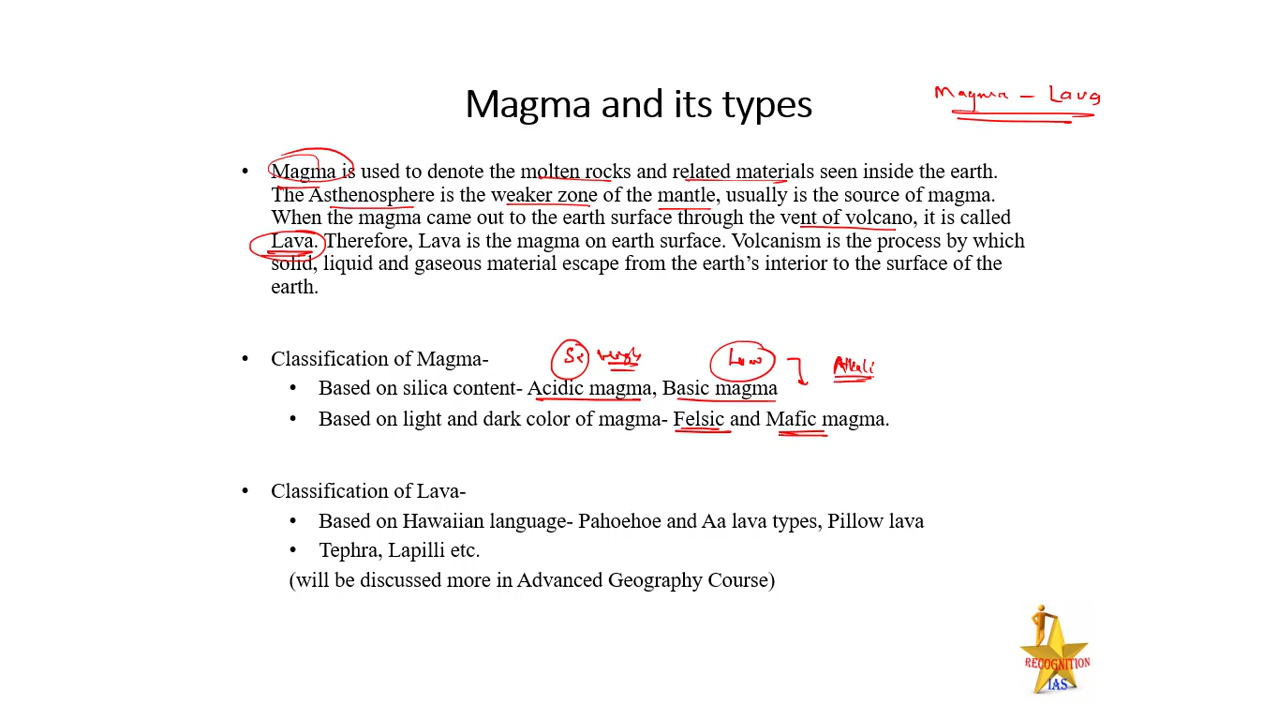 Magma and its types
Magma - Lava
• Magma is used to denote the molten rocks and related materials seen inside the earth.
The Asthenosphere is the weaker zone of the mantle, usually is the source of magma.
When the magma came out to the earth surface through the vent of volcano, it is called
Lava. Therefore, Lava is the magma on earth surface. Volcanism is the process by which
solid, liquid and gaseous material escape from the earth's interior to the surface of the
earth.
• Classification of Magma-
Si High Low Alkali
• Based on silica content- Acidic magma, Basic magma
• Based on light and dark color of magma- Felsic and Mafic magma.
• Classification of Lava-
• Based on Hawaiian language- Pahoehoe and Aa lava types, Pillow lava
• Tephra, Lapilli etc.
(will be discussed more in Advanced Geography Course)
RECOGNITION
IAS